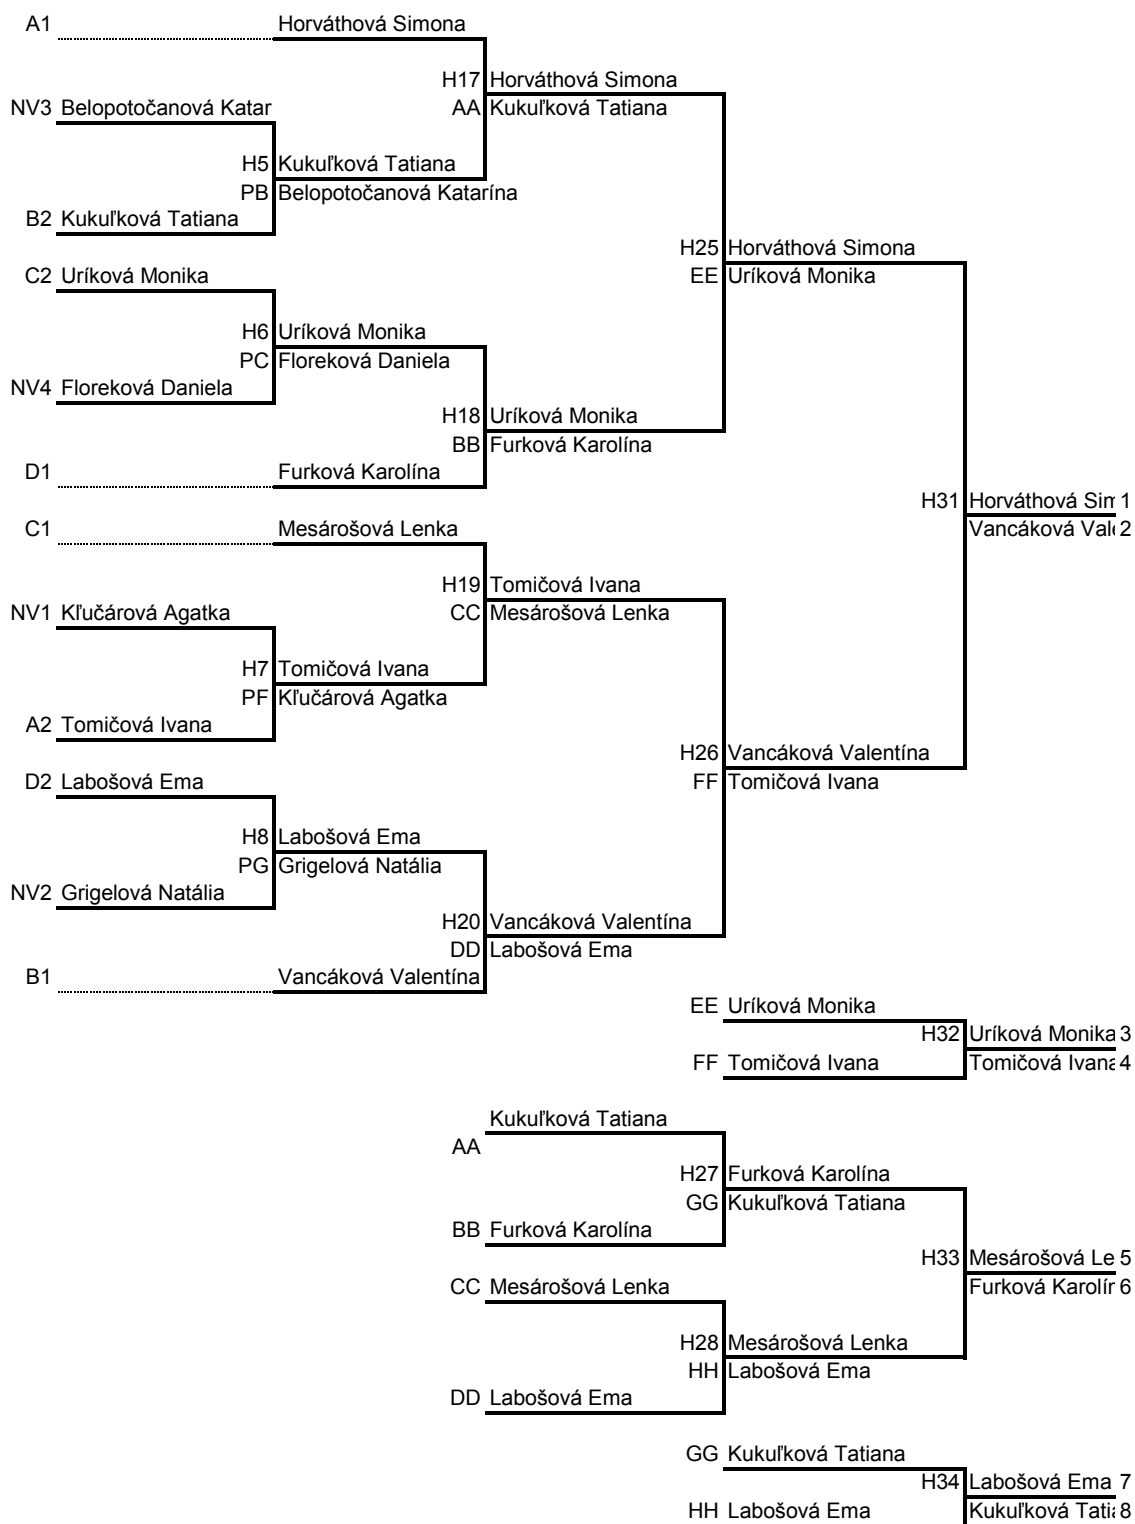 A1 Horváthová Simona
H17 Horváthová Simona
NV3 Belopotočanová Katar AA Kukuľková Tatiana
H5 Kukuľková Tatiana
PB Belopotočanová Katarína
B2 Kukuľková Tatiana
H25 Horváthová Simona
C2 Uríková Monika EE Uríková Monika
H6 Uríková Monika
PC Floreková Daniela
NV4 Floreková Daniela
H18 Uríková Monika
BB Furková Karolína
D1 Furková Karolína
H31 Horváthová Sim 1
C1 Mesárošová Lenka Vancáková Vale 2
H19 Tomičová Ivana
NV1 Kľučárová Agatka CC Mesárošová Lenka
H7 Tomičová Ivana
PF Kľučárová Agatka
A2 Tomičová Ivana
H26 Vancáková Valentína
D2 Labošová Ema FF Tomičová Ivana
H8 Labošová Ema
PG Grigelová Natália
NV2 Grigelová Natália
H20 Vancáková Valentína
DD Labošová Ema
B1 Vancáková Valentína
EE Uríková Monika
H32 Uríková Monika 3
FF Tomičová Ivana Tomičová Ivana 4
Kukuľková Tatiana
AA
H27 Furková Karolína
GG Kukuľková Tatiana
BB Furková Karolína
H33 Mesárošová Le 5
CC Mesárošová Lenka Furková Karolín 6
H28 Mesárošová Lenka
HH Labošová Ema
DD Labošová Ema
GG Kukuľková Tatiana
H34 Labošová Ema 7
HH Labošová Ema Kukuľková Tatia 8